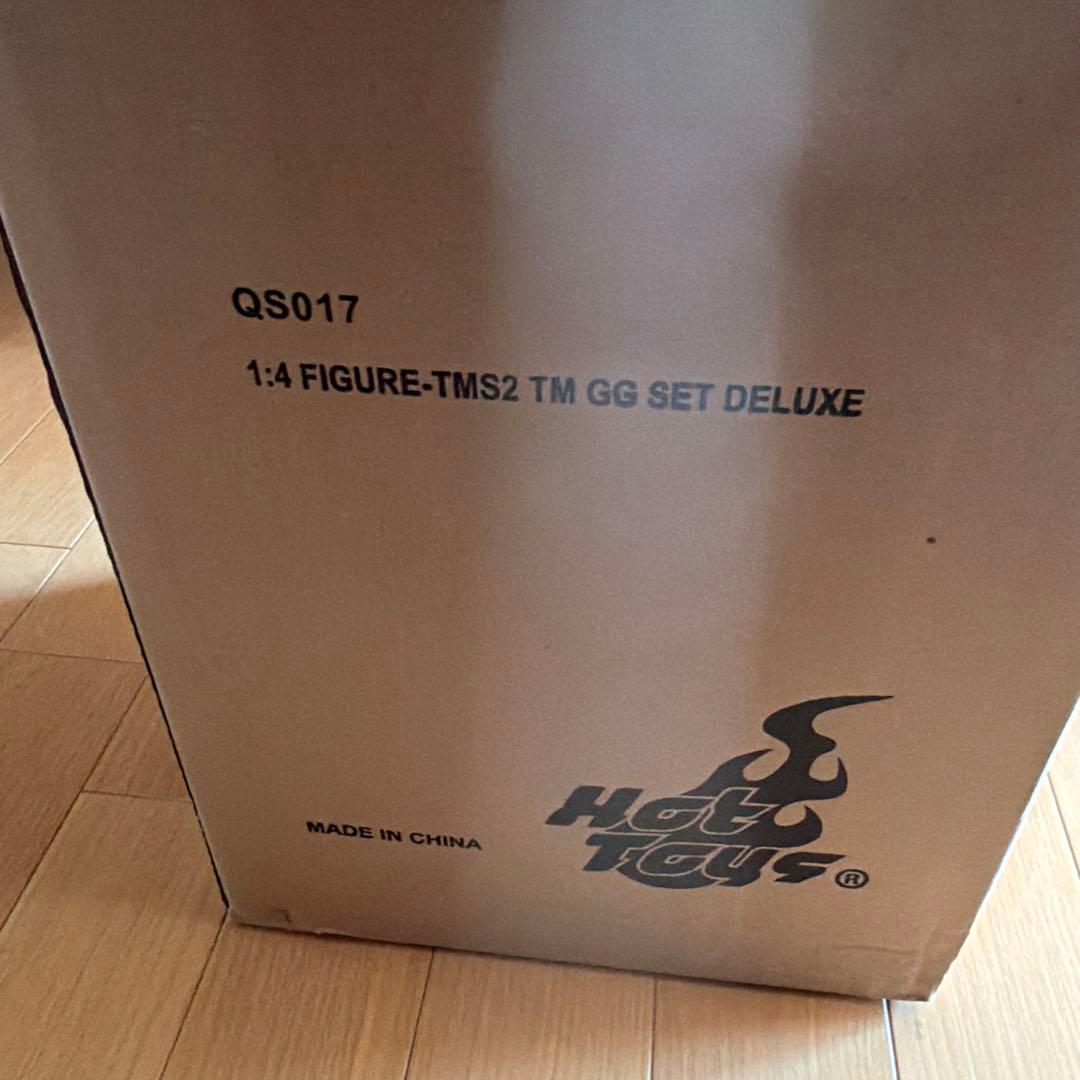 QS017
1:4 FIGURE-TMS2 TM GG SET DELUXE
MADE IN CHINA
Hot
Toys®